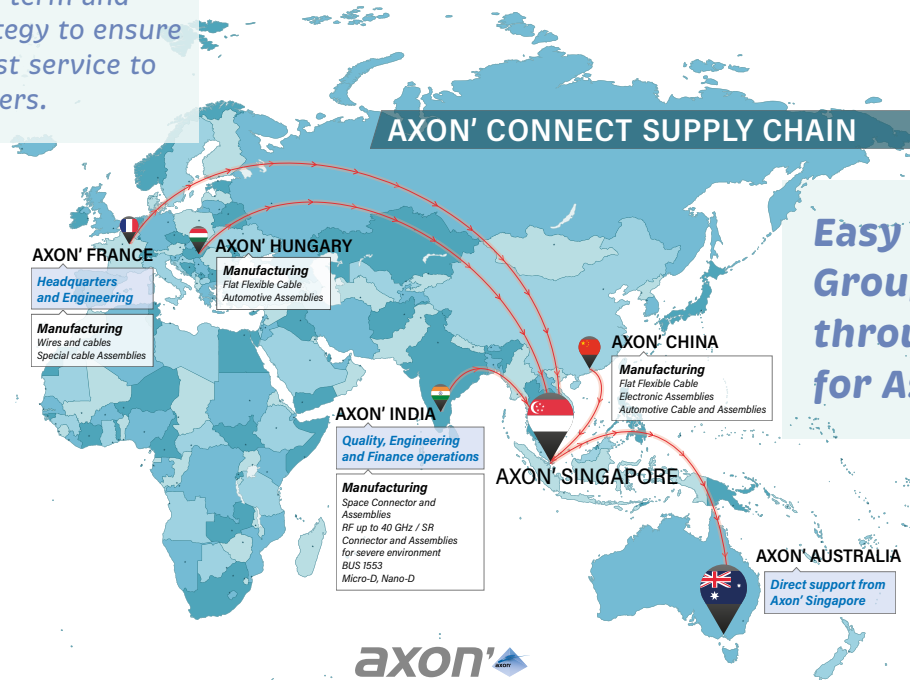 term and
tegy to ensure
st service to
ers.
AXON' CONNECT SUPPLY CHAIN
Easy
Grou
throu
for As
AXON' FRANCE
Headquarters
and Engineering
Manufacturing
Wires and cables
Special cable Assemblies
AXON' HUNGARY
Manufacturing
Flat Flexible Cable
Automotive Assemblies
AXON' CHINA
Manufacturing
Flat Flexible Cable
Electronic Assemblies
Automotive Cable and Assemblies
AXON' INDIA
Quality, Engineering
and Finance operations
Manufacturing
Space Connector and
Assemblies
RF up to 40 GHz / SR
Connector and Assemblies
for severe environment
BUS 1553
Micro-D, Nano-D
AXON' SINGAPORE
AXON' AUSTRALIA
Direct support from
Axon' Singapore
axon'
axon'